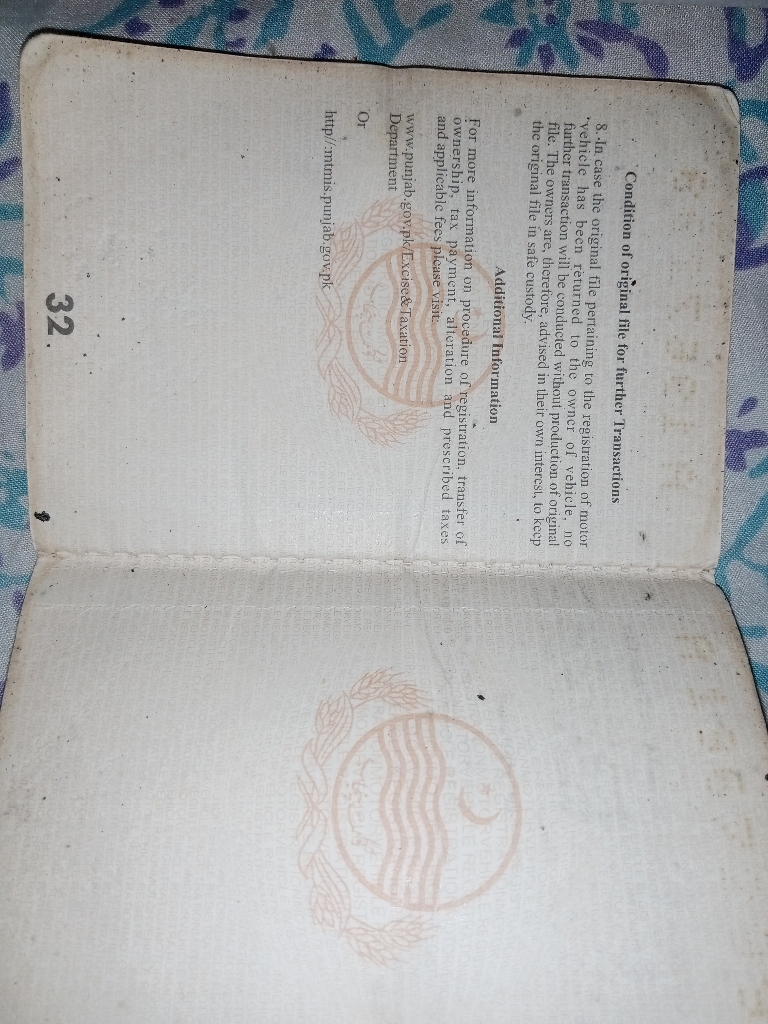 Condition of original file for further Transactions
8. In case the original file pertaining to the registration of motor
vehicle has been returned to the owner of vehicle, no
further transaction will be conducted without production of original
file. The owners are, therefore, advised in their own interest, to keep
the original file in safe custody.
Additional Information
For more information on procedure of registration, transfer of
ownership, tax payment, alteration and prescribed taxes
and applicable fees please visit:
www.punjab.gov.pk/Excise&Taxation
Department
Or
http//:mtmis.punjab.gov.pk
32